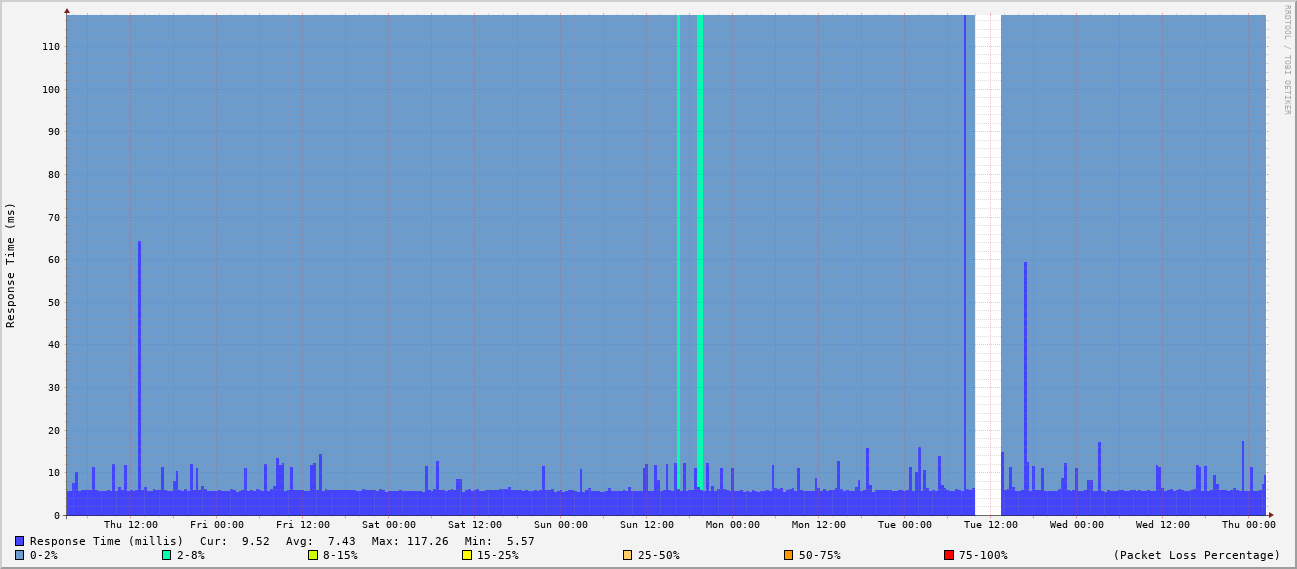 RRDTOOL / TOBI OETIKER
Response Time (ms)
110
100
90
80
70
60
50
40
30
20
10
0
Thu 12:00 Fri 00:00 Fri 12:00 Sat 00:00 Sat 12:00 Sun 00:00 Sun 12:00 Mon 00:00 Mon 12:00 Tue 00:00 Tue 12:00 Wed 00:00 Wed 12:00 Thu 00:00
Response Time (millis) Cur: 9.52 Avg: 7.43 Max: 117.26 Min: 5.57
0-2% 2-8% 8-15% 15-25% 25-50% 50-75% 75-100% (Packet Loss Percentage)